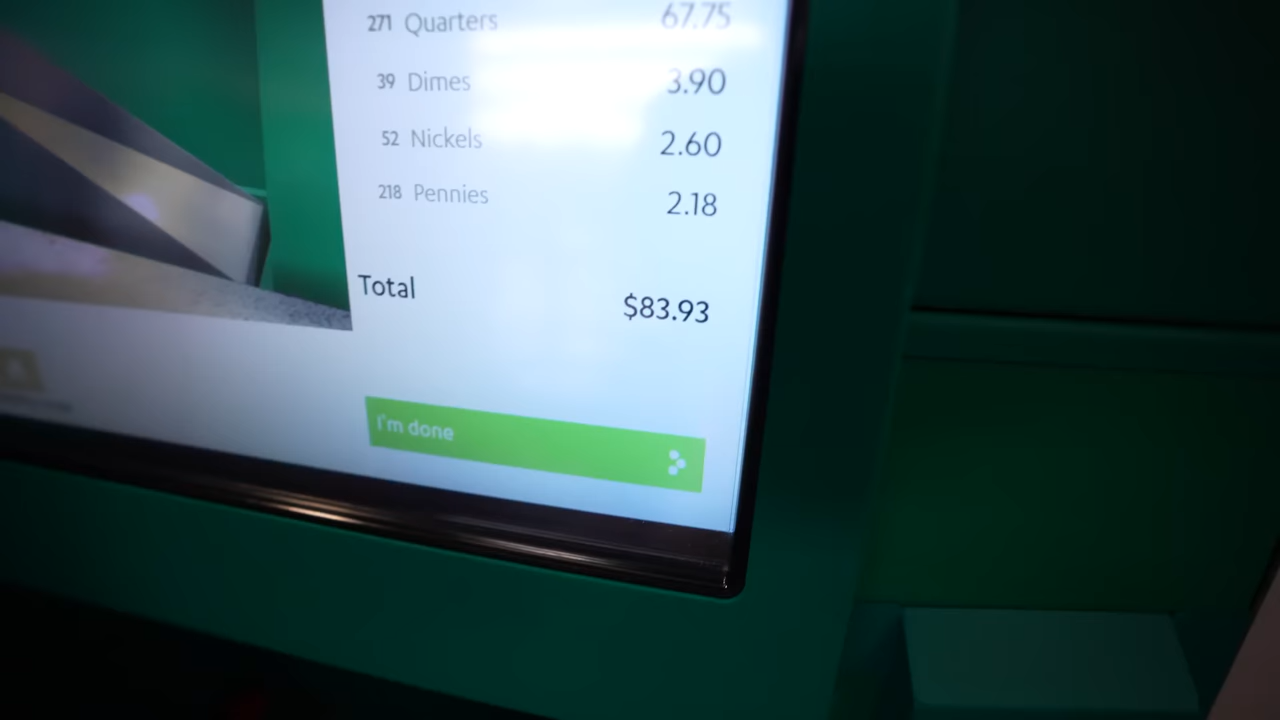 271 Quarters 67.75
39 Dimes 3.90
52 Nickels 2.60
218 Pennies 2.18
Total $83.93
I'm done